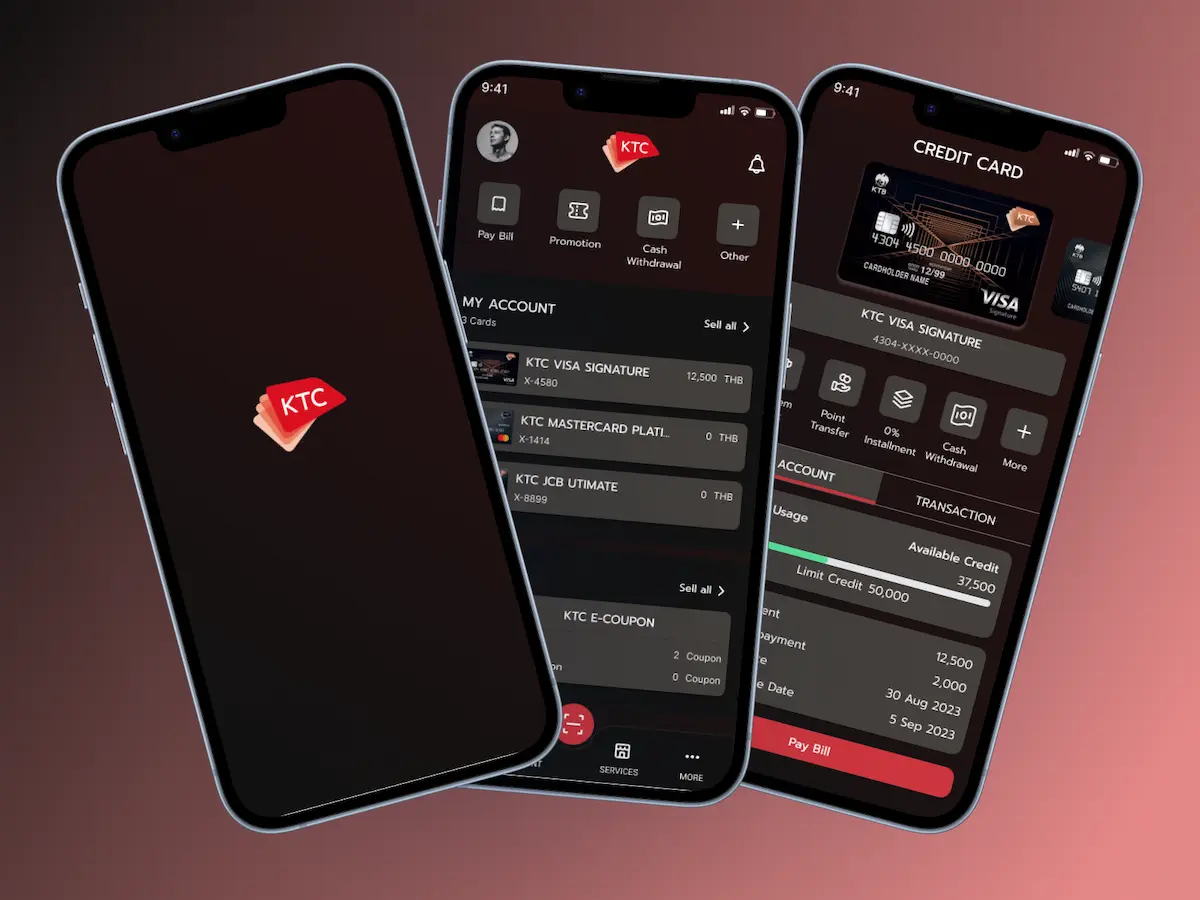 KTC
9:41
KTC
Pay Bill
Promotion
Cash
Withdrawal
Other
MY ACCOUNT
3 Cards
Sell all
KTC VISA SIGNATURE
X-4580
12,500 THB
KTC MASTERCARD PLATI...
X-1414
0 THB
KTC JCB UTIMATE
X-8899
0 THB
Sell all
KTC E-COUPON
2 Coupon
0 Coupon
SERVICES
MORE
9:41
CREDIT CARD
KTB
KTC
4304 4500 0000 0000
12/99
CARDHOLDER NAME
VISA
Signature
KTB
5407
KTC VISA SIGNATURE
4304-XXXX-0000
Point
Transfer
0%
Installment
Cash
Withdrawal
More
ACCOUNT
TRANSACTION
Usage
Available Credit
37,500
Limit Credit 50,000
12,500
payment
2,000
30 Aug 2023
Date
5 Sep 2023
Pay Bill